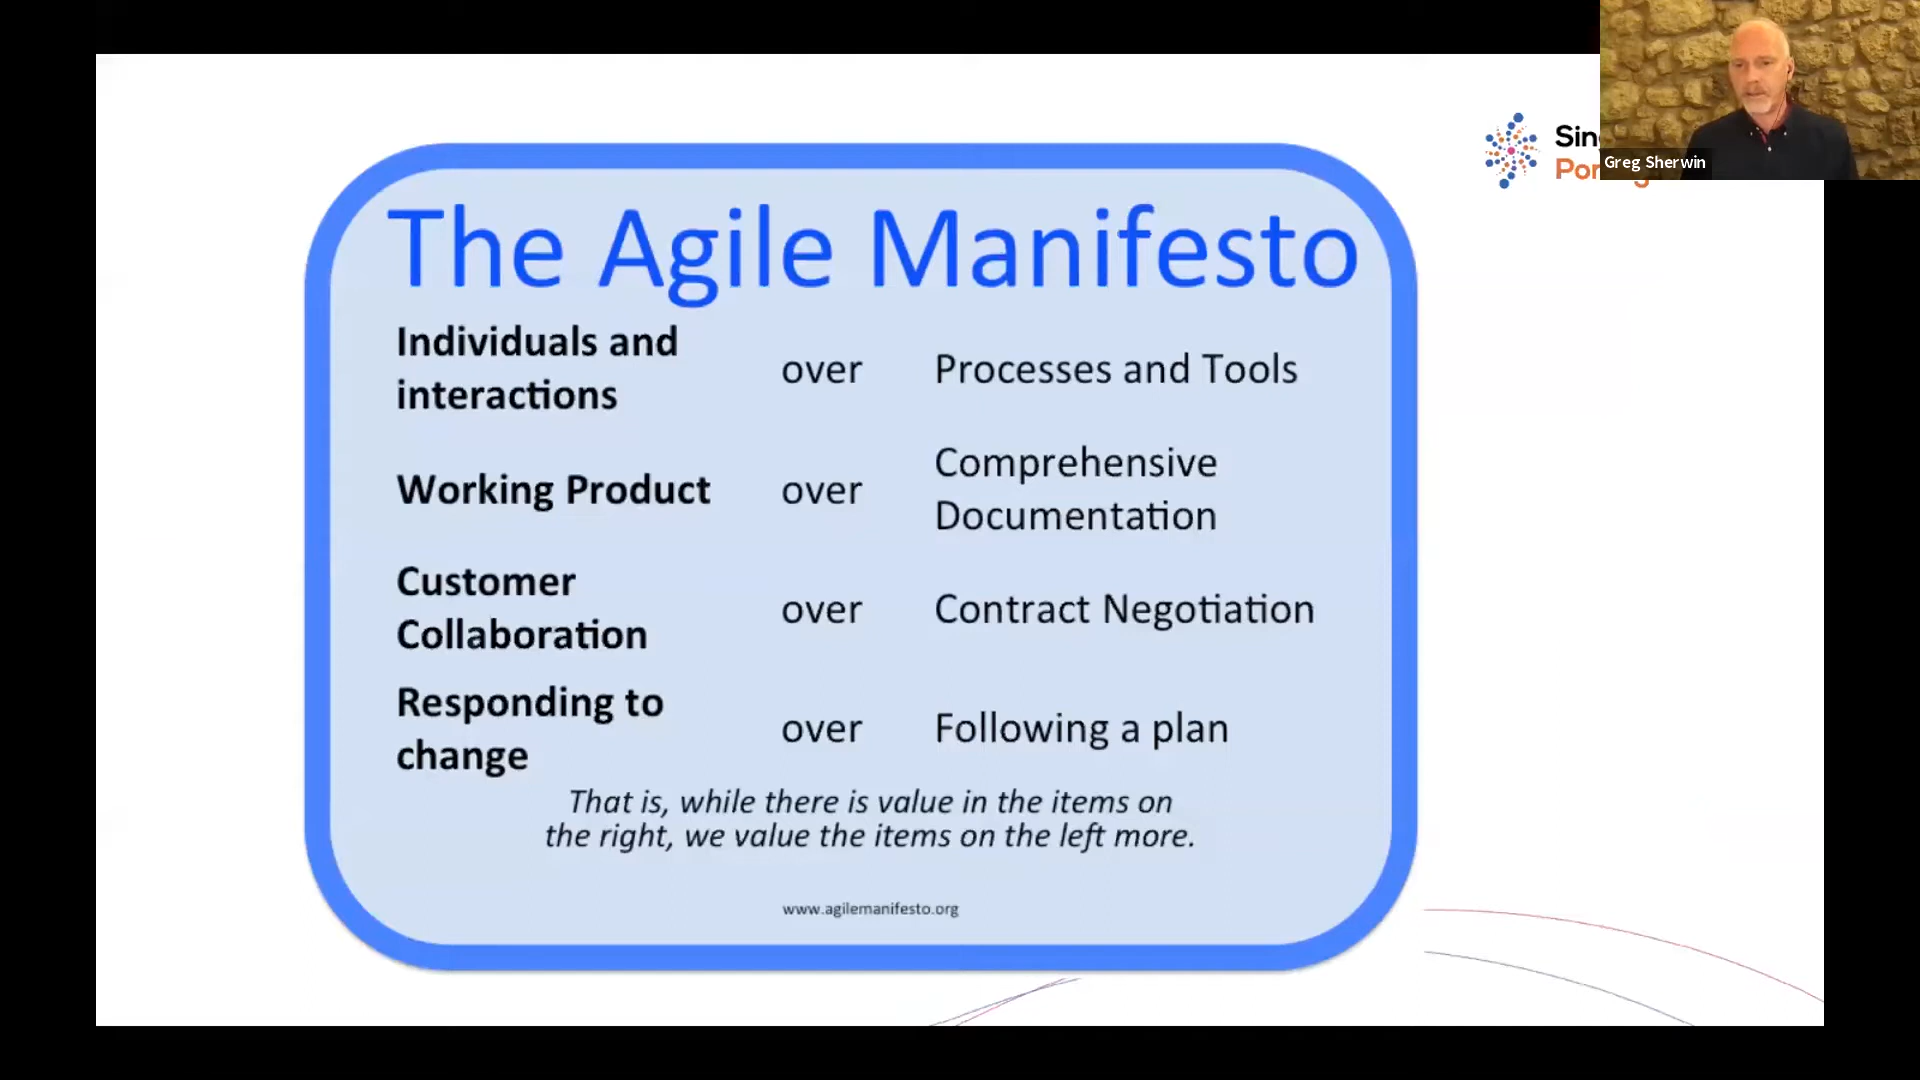 The Agile Manifesto
Individuals and
interactions
over
Processes and Tools
Working Product
over
Comprehensive
Documentation
Customer
Collaboration
over
Contract Negotiation
Responding to
change
over
Following a plan
That is, while there is value in the items on
the right, we value the items on the left more.
www.agilemanifesto.org
Greg Sherwin